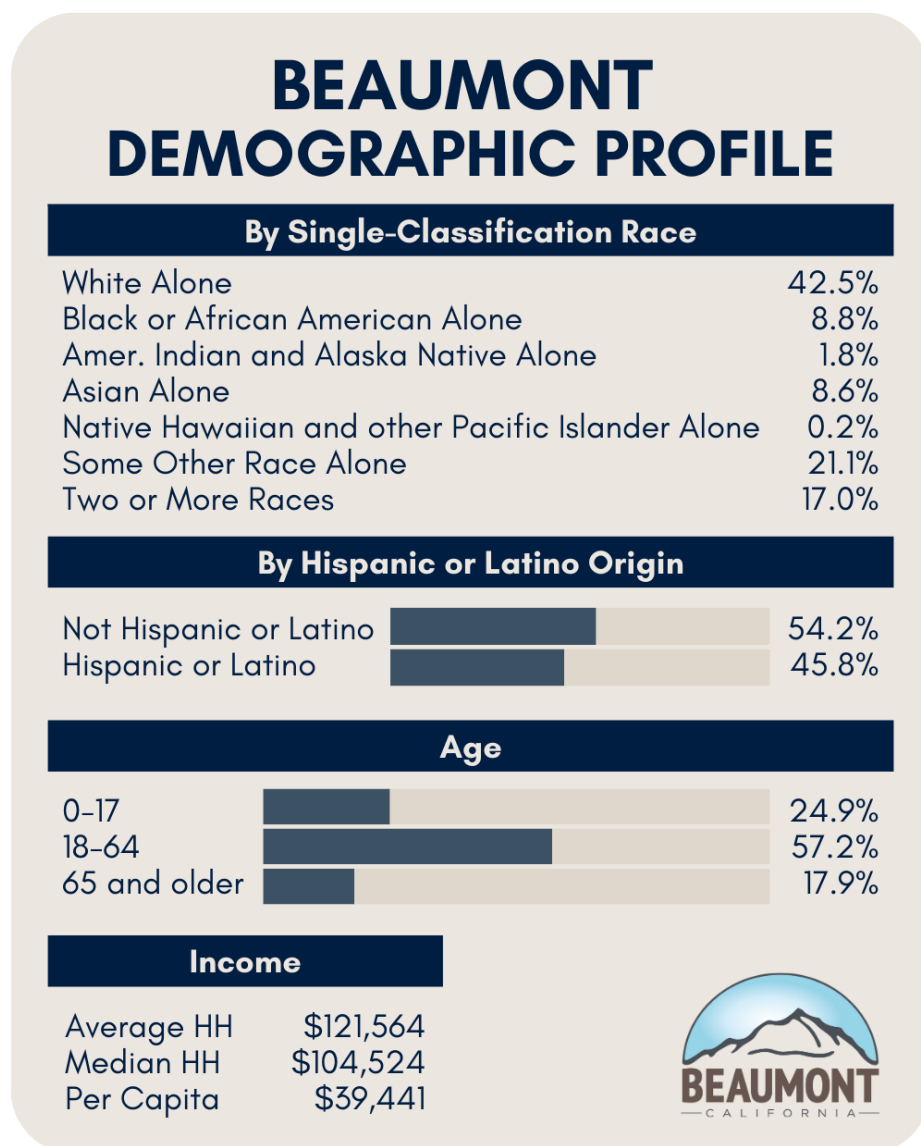 BEAUMONT
DEMOGRAPHIC PROFILE
By Single-Classification Race
White Alone 42.5%
Black or African American Alone 8.8%
Amer. Indian and Alaska Native Alone 1.8%
Asian Alone 8.6%
Native Hawaiian and other Pacific Islander Alone 0.2%
Some Other Race Alone 21.1%
Two or More Races 17.0%
By Hispanic or Latino Origin
Not Hispanic or Latino 54.2%
Hispanic or Latino 45.8%
Age
0-17 24.9%
18-64 57.2%
65 and older 17.9%
Income
Average HH $121,564
Median HH $104,524
Per Capita $39,441
BEAUMONT
CALIFORNIA